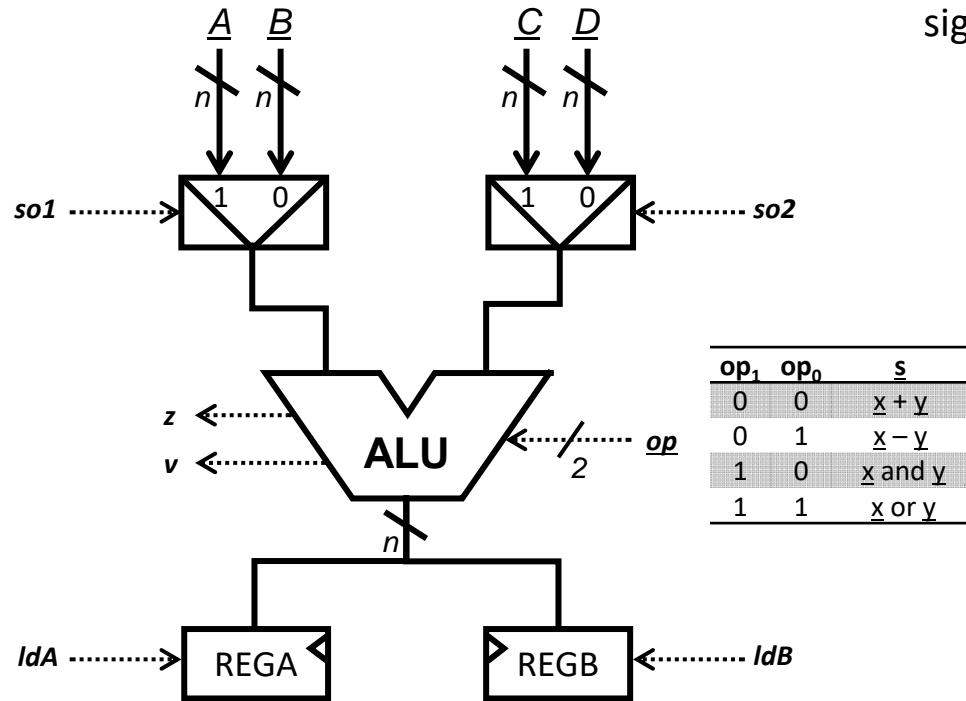 A B C D
sig
n n n n
1 0 1 0
so1 so2
op₁ op₀ s
z 0 0 x + y
ALU op 0 1 x – y
v 2 1 0 x and y
1 1 x or y
n
ldA REGA REGB ldB